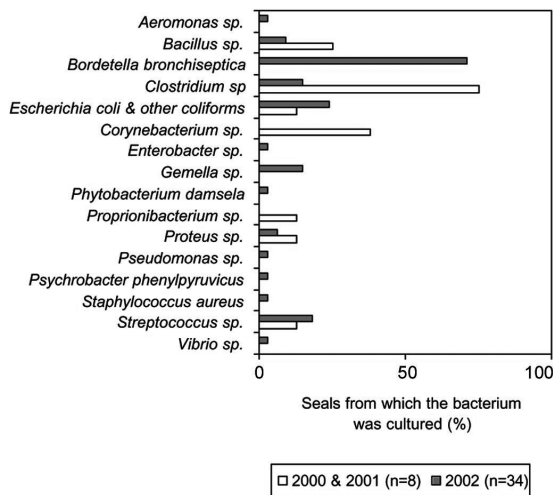 Aeromonas sp.
Bacillus sp.
Bordetella bronchiseptica
Clostridium sp
Escherichia coli & other coliforms
Corynebacterium sp.
Enterobacter sp.
Gemella sp.
Phytobacterium damsela
Proprionibacterium sp.
Proteus sp.
Pseudomonas sp.
Psychrobacter phenylpyruvicus
Staphylococcus aureus
Streptococcus sp.
Vibrio sp.
0 50 100
Seals from which the bacterium
was cultured (%)
2000 & 2001 (n=8) 2002 (n=34)